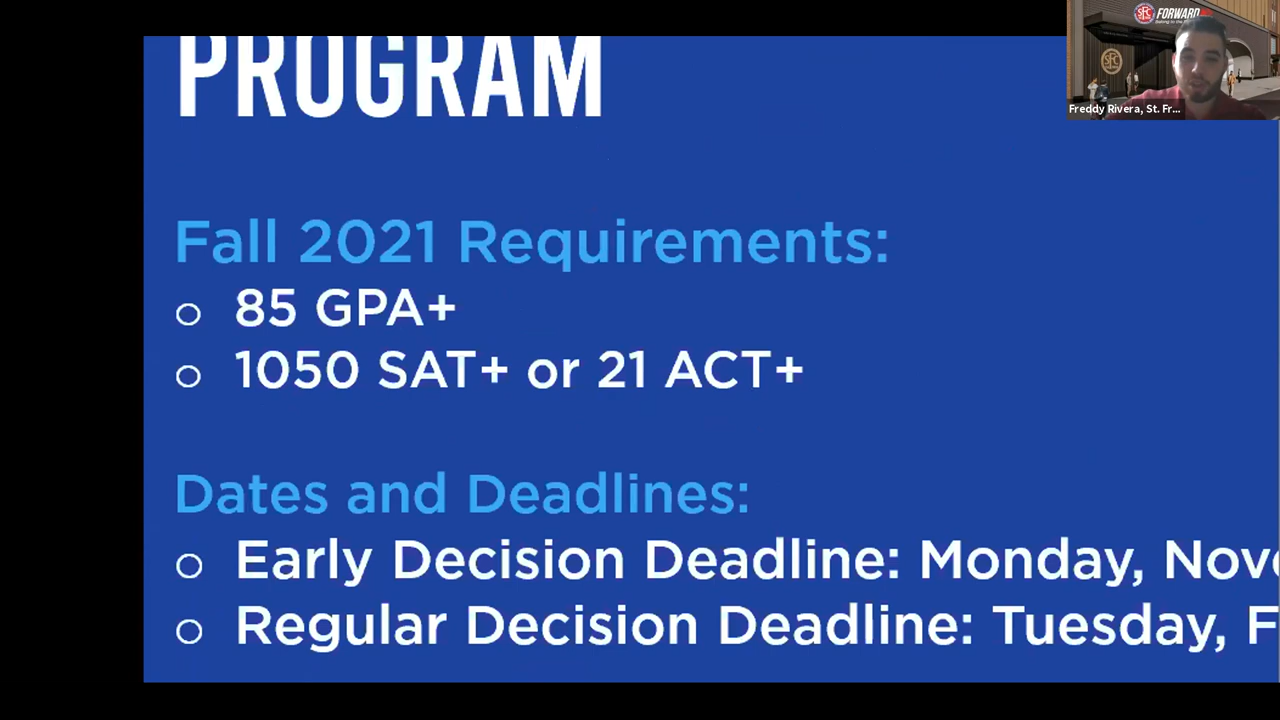 FORWARD
SFC
PROGRAM
Freddy Rivera, St. Fr...
Fall 2021 Requirements:
o 85 GPA+
o 1050 SAT+ or 21 ACT+
Dates and Deadlines:
o Early Decision Deadline: Monday, Nove
o Regular Decision Deadline: Tuesday, F